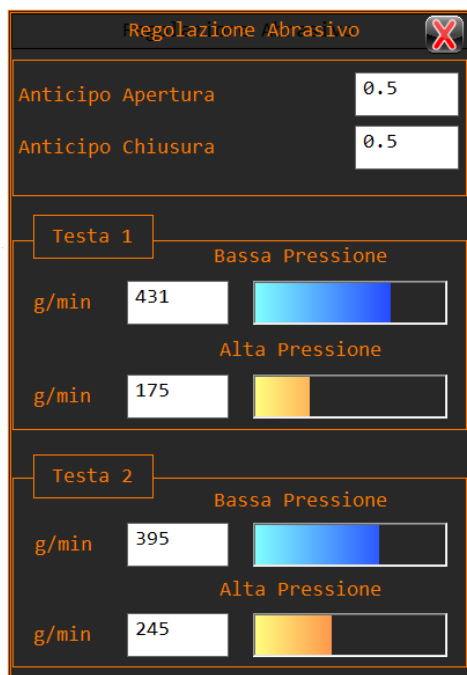 Regolazione Abrasivo
Anticipo Apertura 0.5
Anticipo Chiusura 0.5
Testa 1
Bassa Pressione
g/min 431
Alta Pressione
g/min 175
Testa 2
Bassa Pressione
g/min 395
Alta Pressione
g/min 245